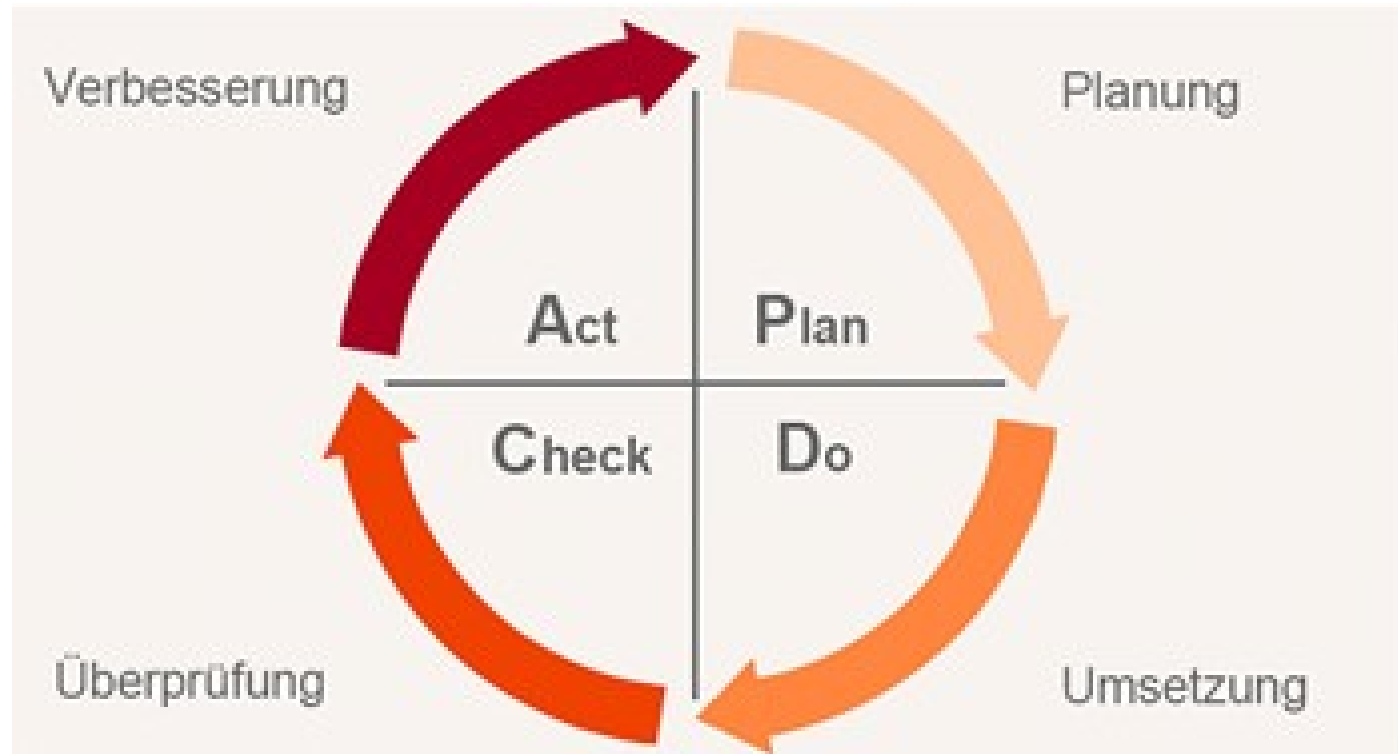 Verbesserung
Planung
Act
Plan
Check
Do
Überprüfung
Umsetzung